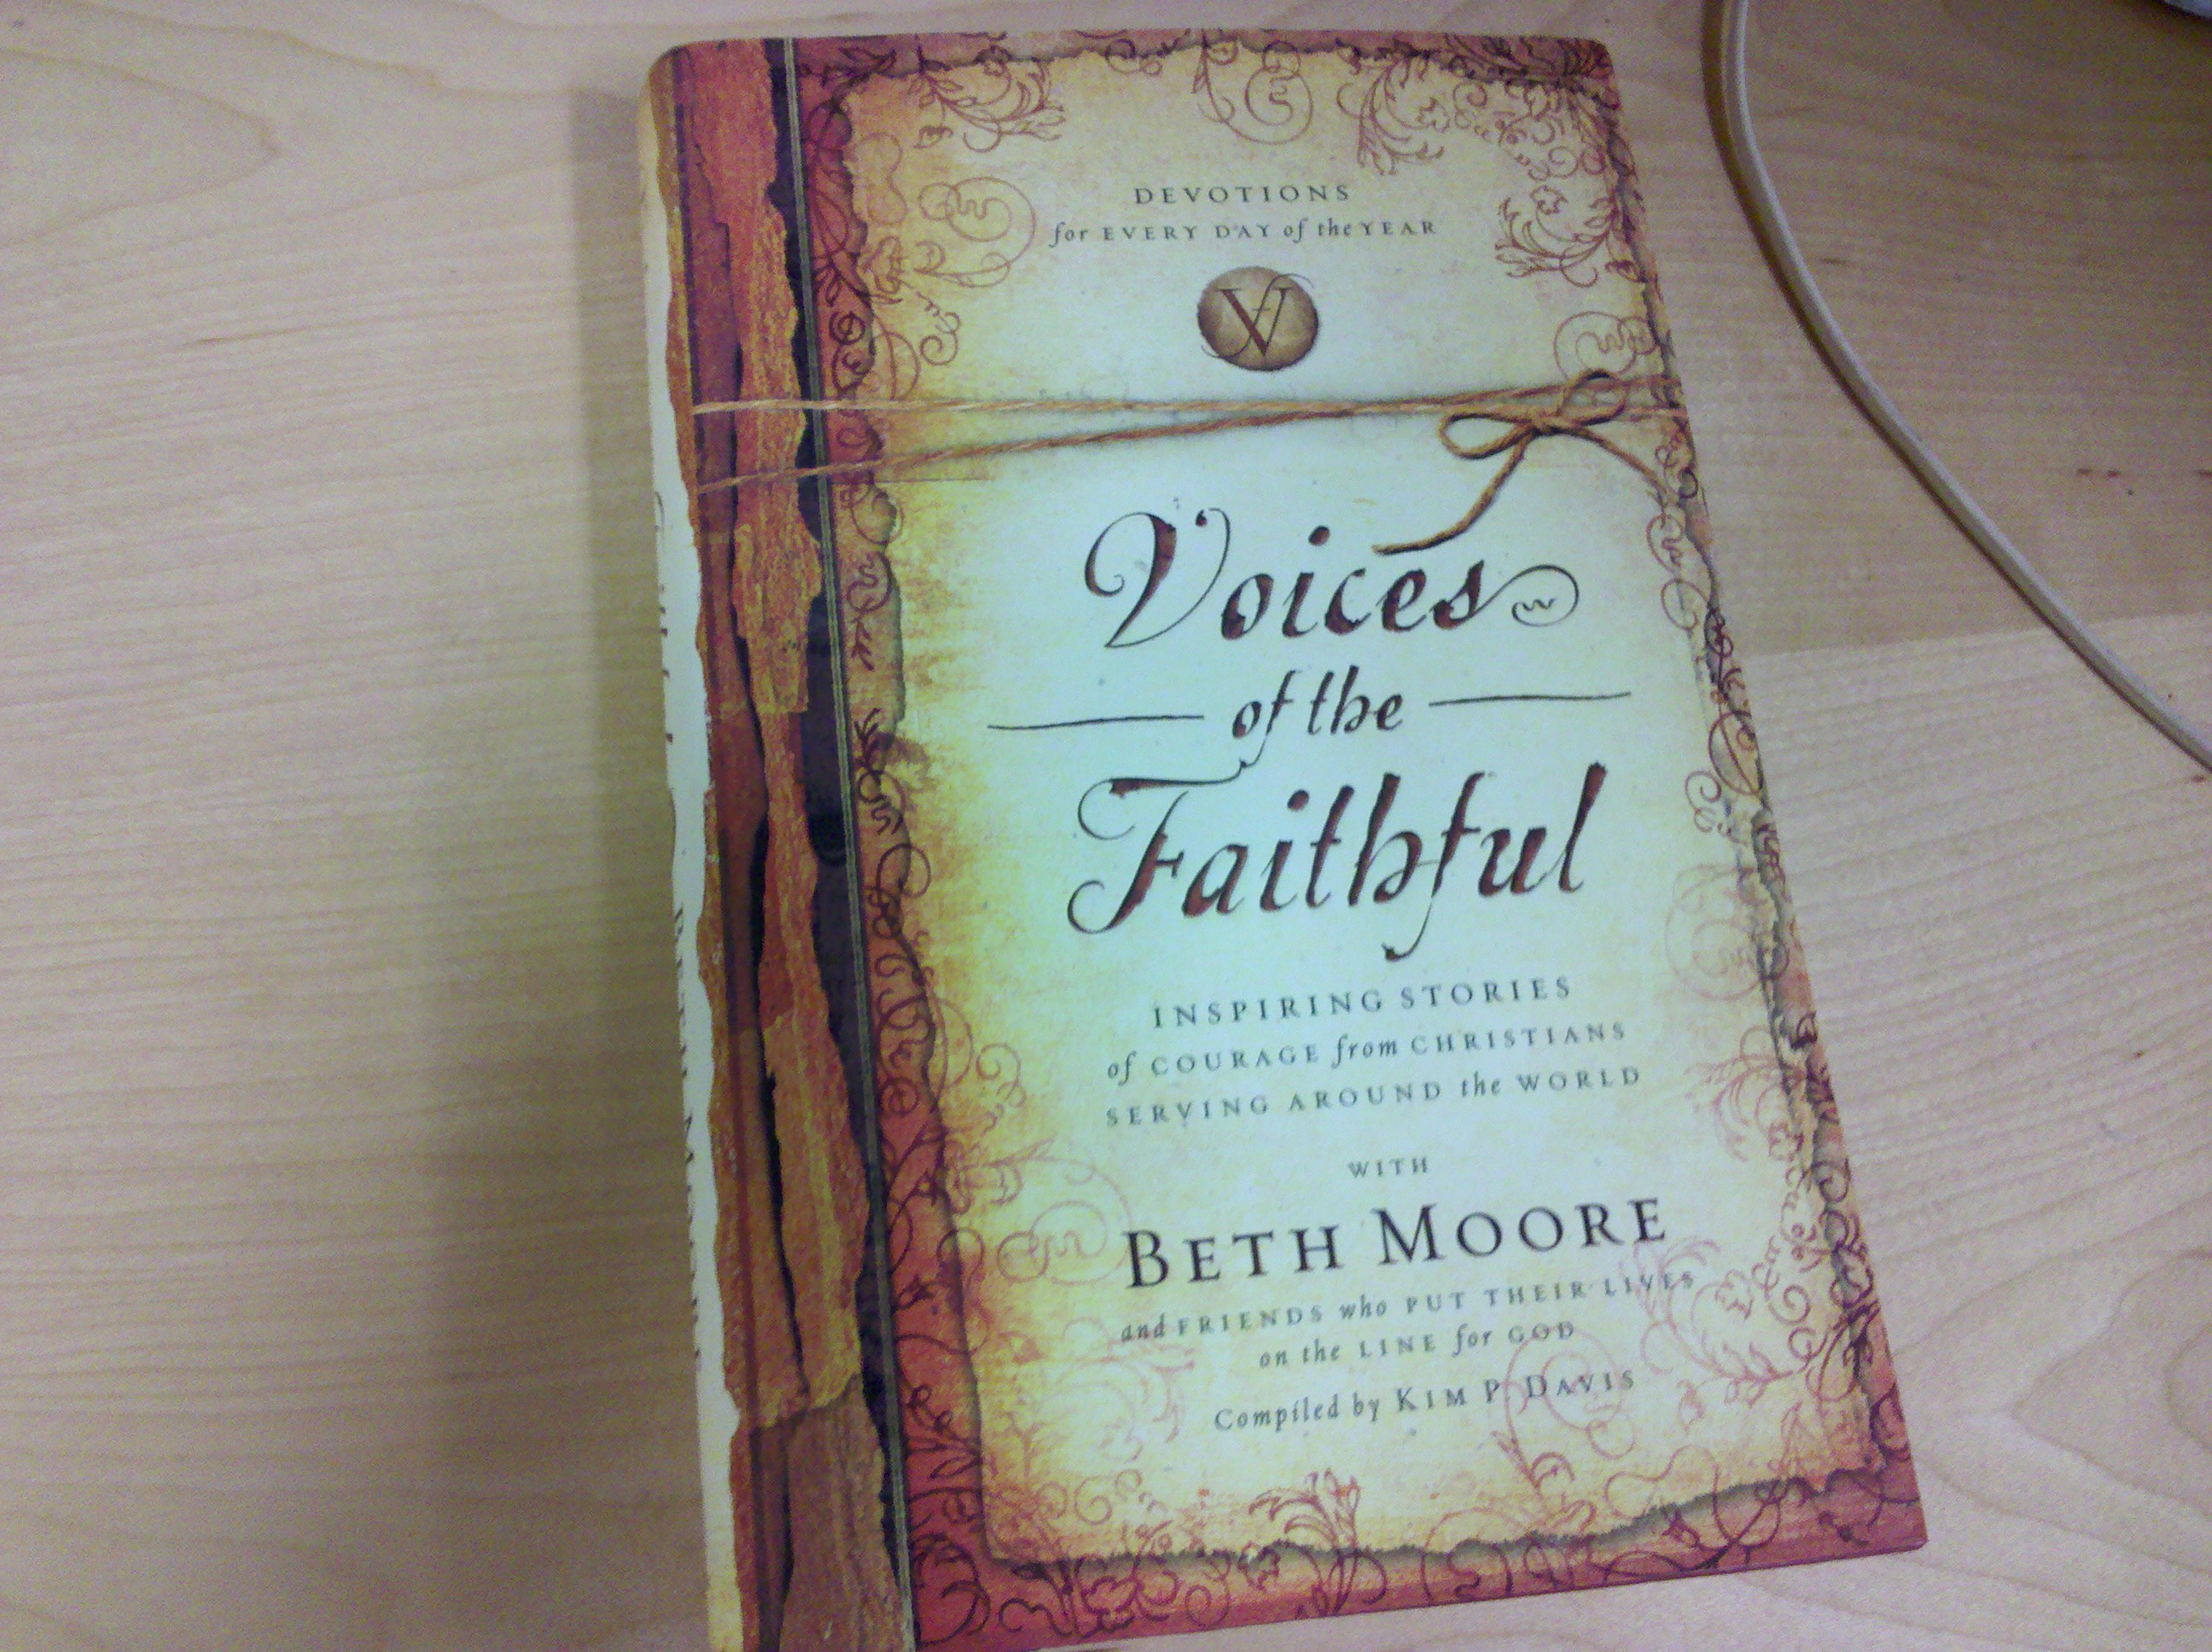 DEVOTIONS
for EVERY DAY of the YEAR
V
Voices
of the
Faithful
INSPIRING STORIES
of COURAGE from CHRISTIANS
SERVING AROUND the WORLD
WITH
BETH MOORE
and FRIENDS who PUT THEIR LIVES
on the LINE for GOD
Compiled by KIM P. DAVIS